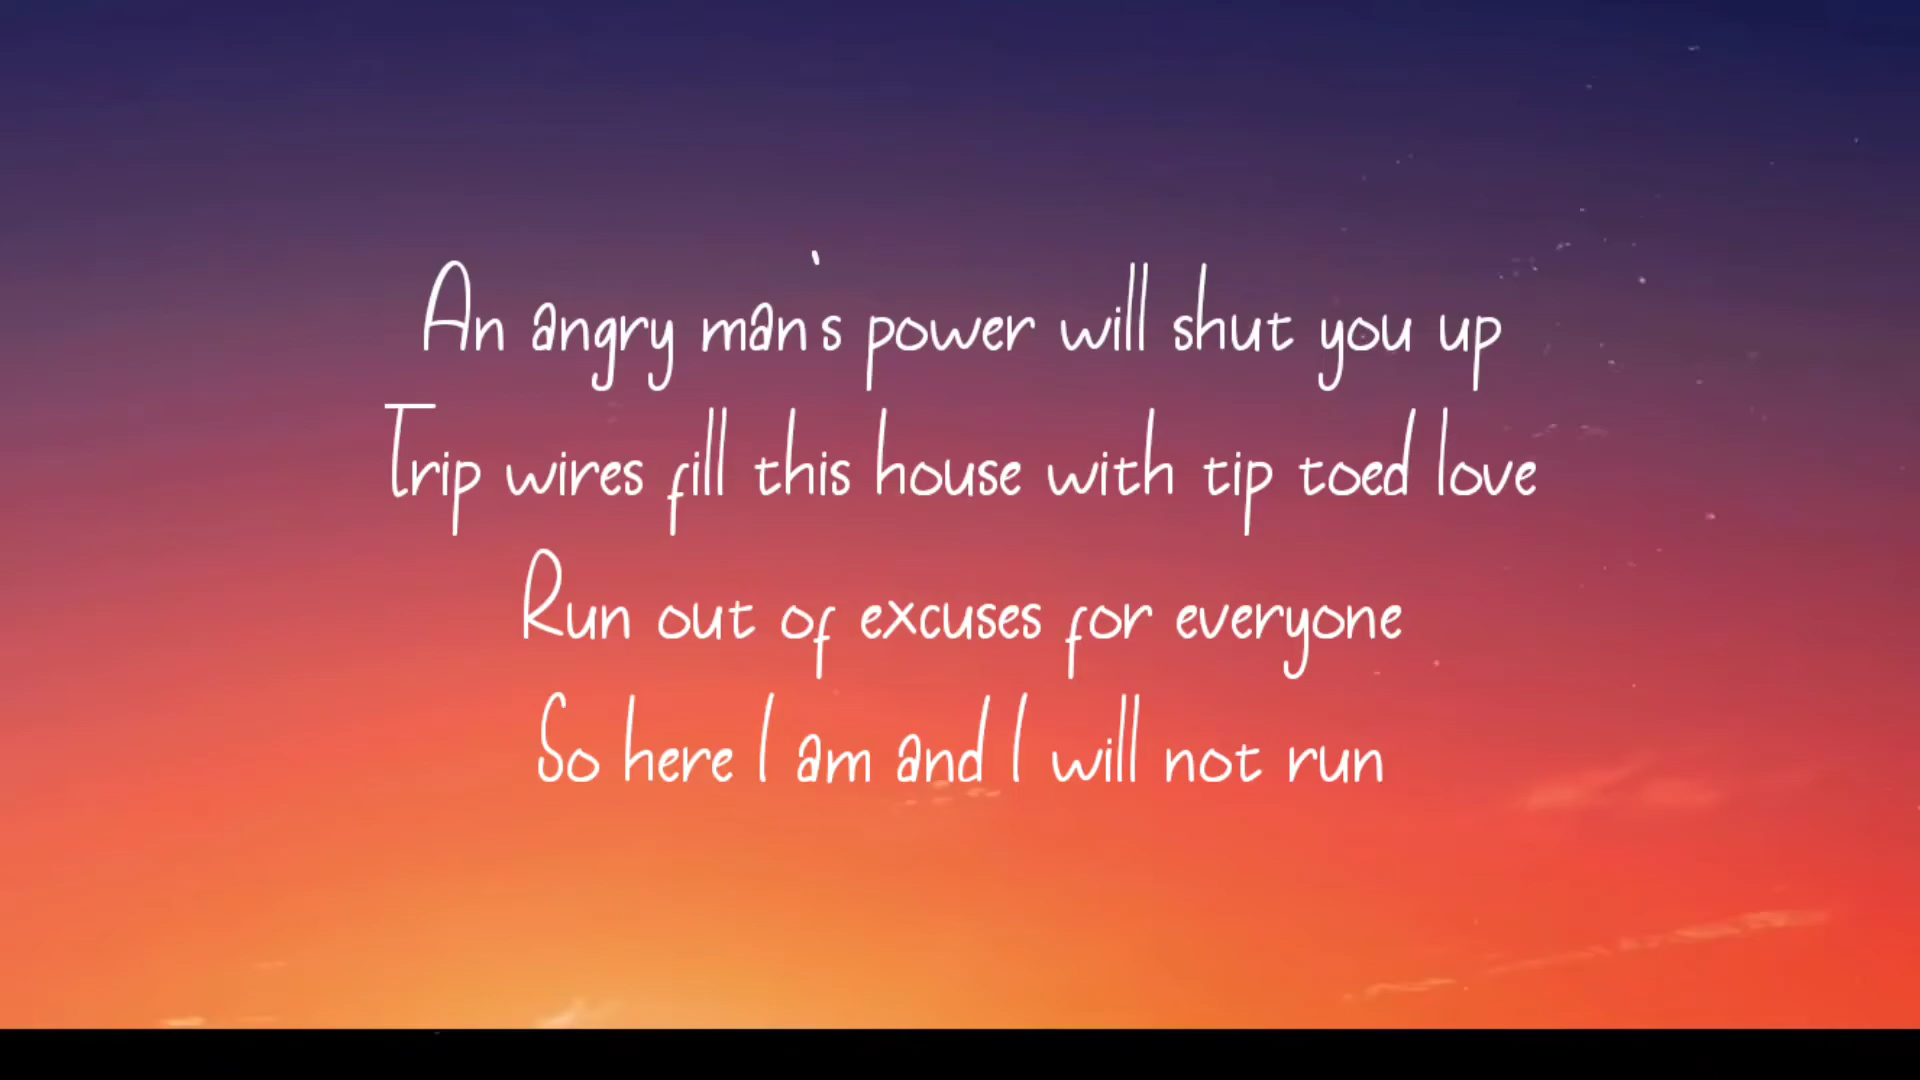 An angry man's power will shut you up
Trip wires fill this house with tip toed love
Run out of excuses for everyone
So here I am and I will not run